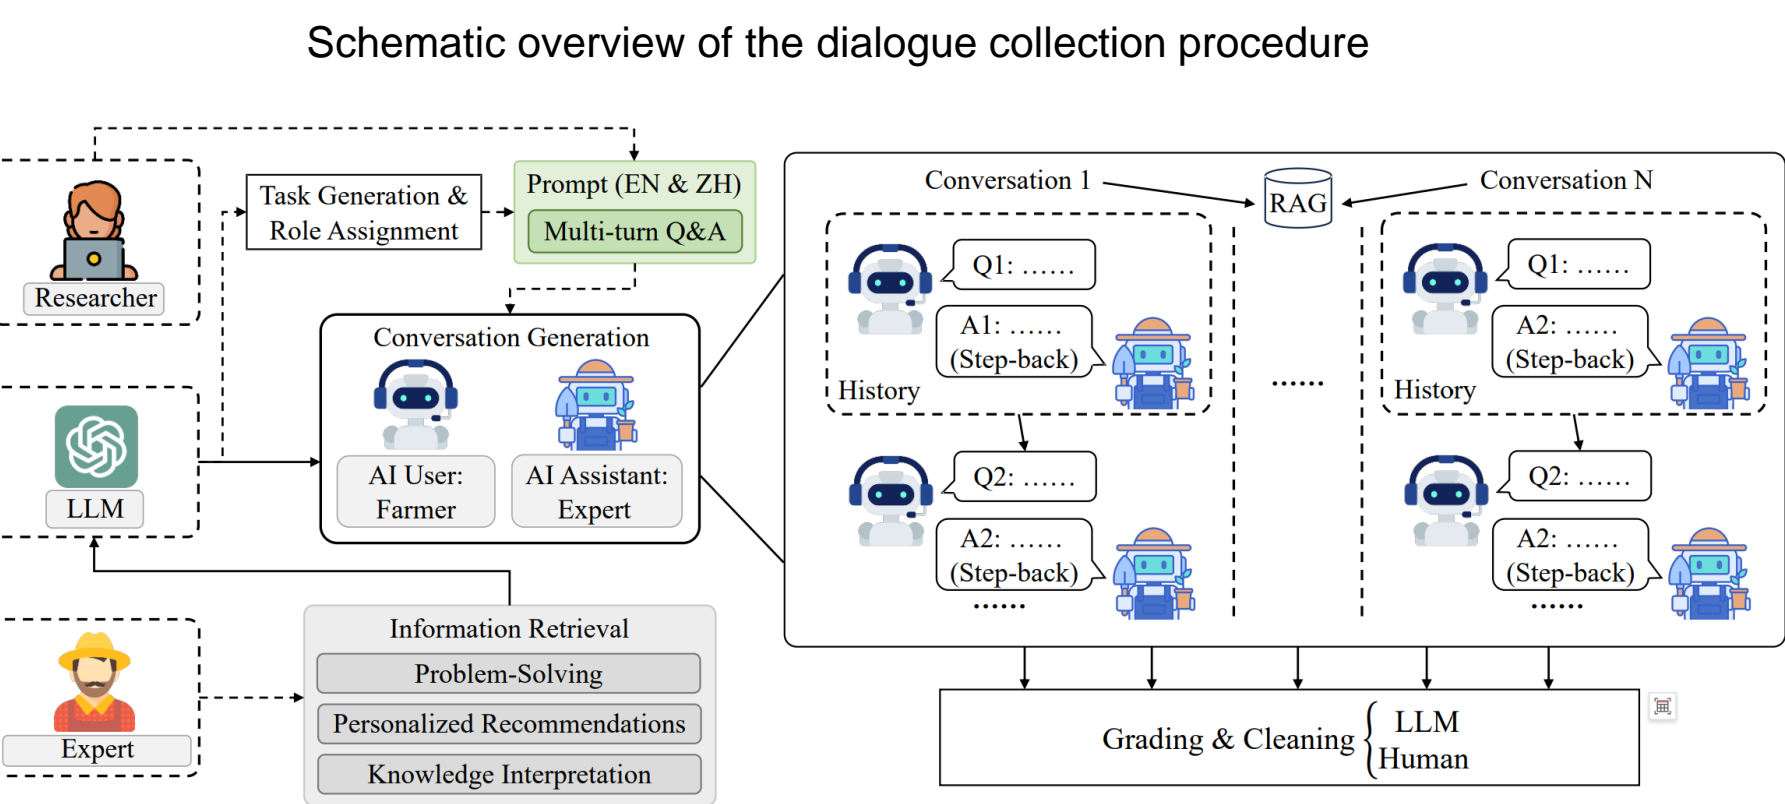 Schematic overview of the dialogue collection procedure
Researcher
Task Generation &
Role Assignment
Prompt (EN & ZH)
Multi-turn Q&A
LLM
Conversation Generation
AI User:
Farmer
AI Assistant:
Expert
Expert
Information Retrieval
Problem-Solving
Personalized Recommendations
Knowledge Interpretation
Conversation 1
RAG
Conversation N
Q1: ......
A1: ......
(Step-back)
History
Q2: ......
A2: ......
(Step-back)
......
......
Q1: ......
A2: ......
(Step-back)
History
Q2: ......
A2: ......
(Step-back)
......
Grading & Cleaning
LLM
Human